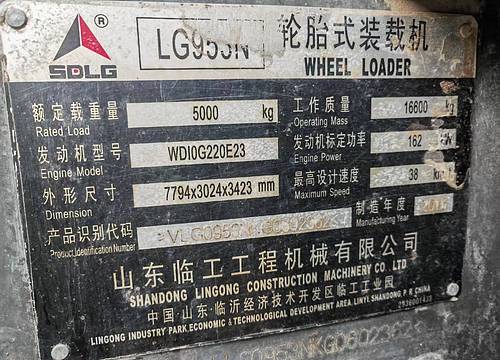 ® LG955N 轮胎式装载机
SDLG WHEEL LOADER
额定载重量 5000 kg
Rated Load
工作质量 16600 kg
Operating Mass
发动机型号 WD10G220E23
Engine Model
发动机标定功率 162 kW
Engine Power
外形尺寸 7794x3024x3423 mm
Dimension
最高设计速度 38
Maximum Speed
产品识别代码
Product Identification Number
制造年度
Manufacturing Year
山东临工工程机械有限公司
SHANDONG LINGONG CONSTRUCTION MACHINERY CO. LTD
中国·山东·临沂经济技术开发区临工工业园
LINGONG INDUSTRY PARK.ECONOMIC & TECHNOLOGICAL DEVELOPMENT AREA, LINYI, SHANDONG, P. R. CHINA